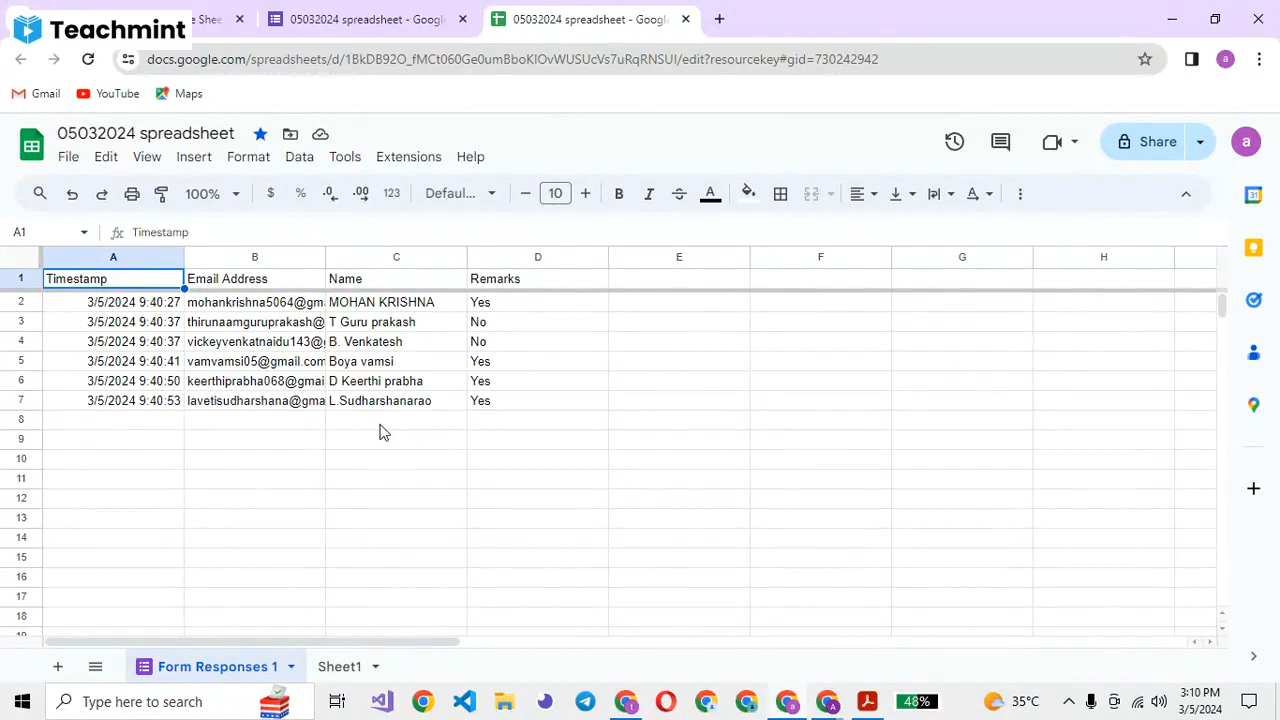 Teachmint
e Sheet
05032024 spreadsheet - Google
05032024 spreadsheet - Google
docs.google.com/spreadsheets/d/1BkDB92O_fMCt060Ge0umBboKIOvWUSUcVs7uRqRNSUI/edit?resourcekey#gid=730242942
Gmail YouTube Maps
05032024 spreadsheet
File Edit View Insert Format Data Tools Extensions Help
Share
a
100% $ % .0 .00 123 Defaul... 10 B I A
A1 Timestamp
A B C D E F G H
1 Timestamp Email Address Name Remarks
2 3/5/2024 9:40:27 mohankrishna5064@gm MOHAN KRISHNA Yes
3 3/5/2024 9:40:37 thirunaamguruprakash@ T Guru prakash No
4 3/5/2024 9:40:37 vickeyvenkatnaidu143@ B. Venkatesh No
5 3/5/2024 9:40:41 vamvamsi05@gmail.com Boya vamsi Yes
6 3/5/2024 9:40:50 keerthiprabha068@gmai D Keerthi prabha Yes
7 3/5/2024 9:40:53 lavetisudharshana@gma L.Sudharshanarao Yes
8
9
10
11
12
13
14
15
16
17
18
19
Form Responses 1 Sheet1
Type here to search
48%
35°C
3:10 PM
3/5/2024